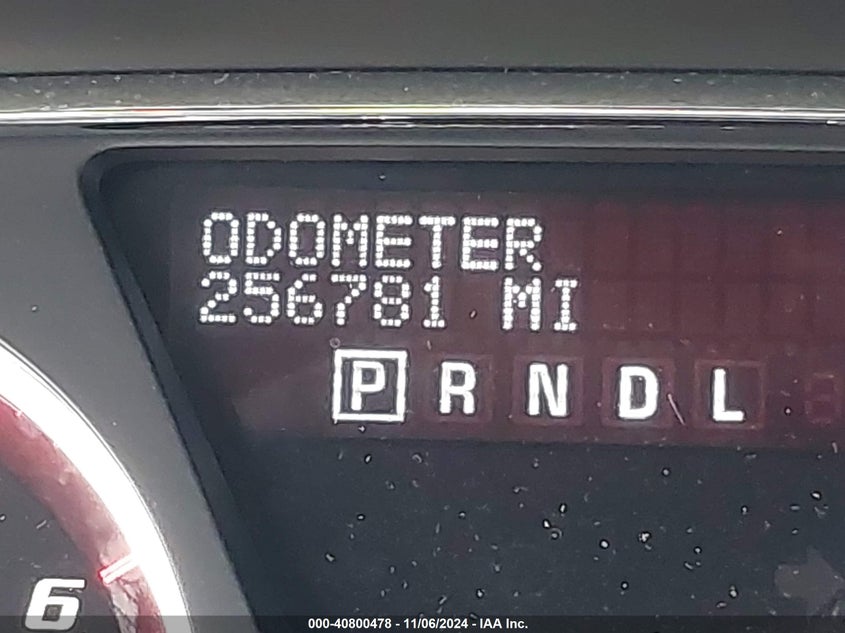 ODOMETER
256781 MI
P R N D L
6
000-40800478 - 11/06/2024 - IAA Inc.